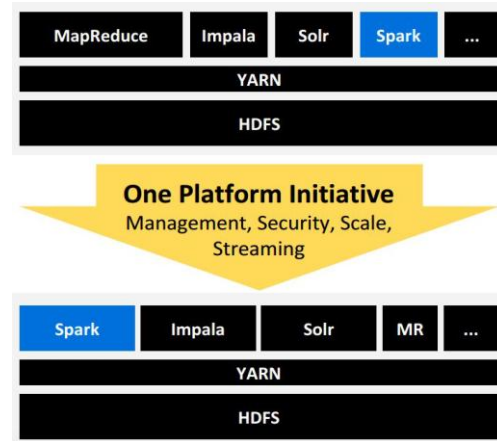 MapReduce Impala Solr Spark ...
YARN
HDFS
One Platform Initiative
Management, Security, Scale,
Streaming
Spark Impala Solr MR ...
YARN
HDFS